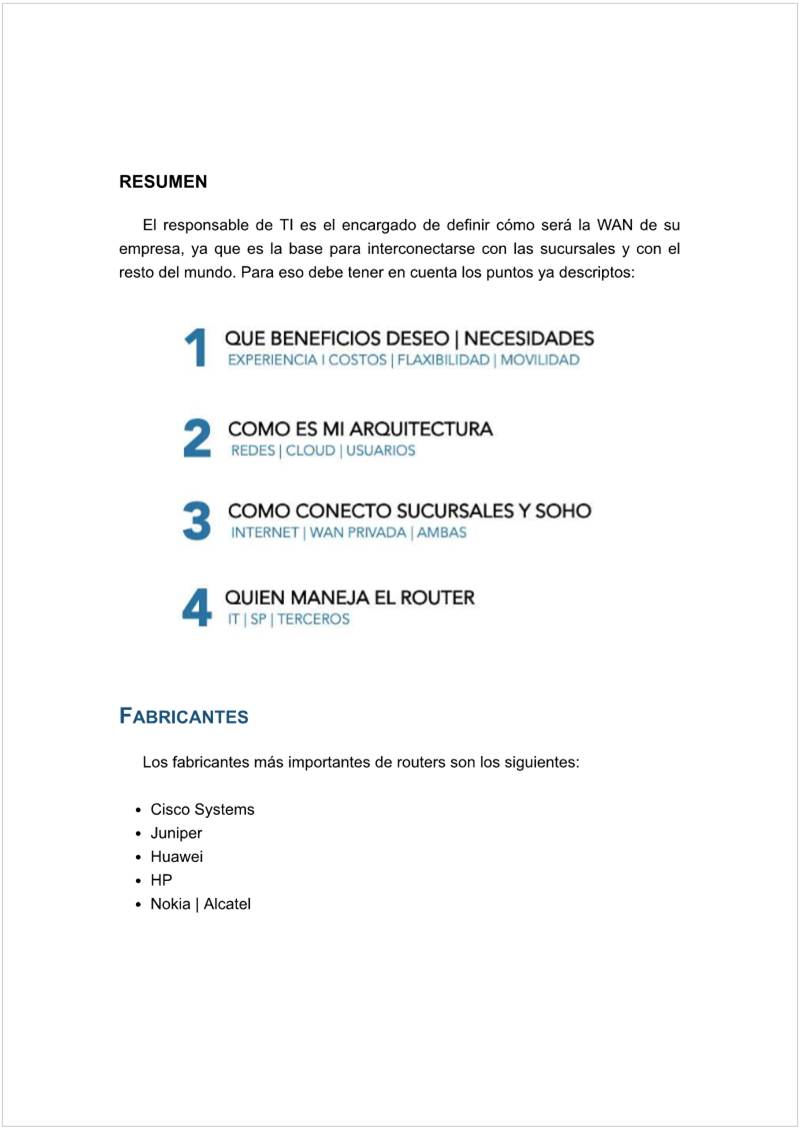 RESUMEN
El responsable de TI es el encargado de definir cómo será la WAN de su
empresa, ya que es la base para interconectarse con las sucursales y con el
resto del mundo. Para eso debe tener en cuenta los puntos ya descriptos:
1 QUE BENEFICIOS DESEO | NECESIDADES
EXPERIENCIA I COSTOS | FLAXIBILIDAD | MOVILIDAD
2 COMO ES MI ARQUITECTURA
REDES | CLOUD | USUARIOS
3 COMO CONECTO SUCURSALES Y SOHO
INTERNET | WAN PRIVADA | AMBAS
4 QUIEN MANEJA EL ROUTER
IT | SP | TERCEROS
FABRICANTES
Los fabricantes más importantes de routers son los siguientes:
• Cisco Systems
• Juniper
• Huawei
• HP
• Nokia | Alcatel